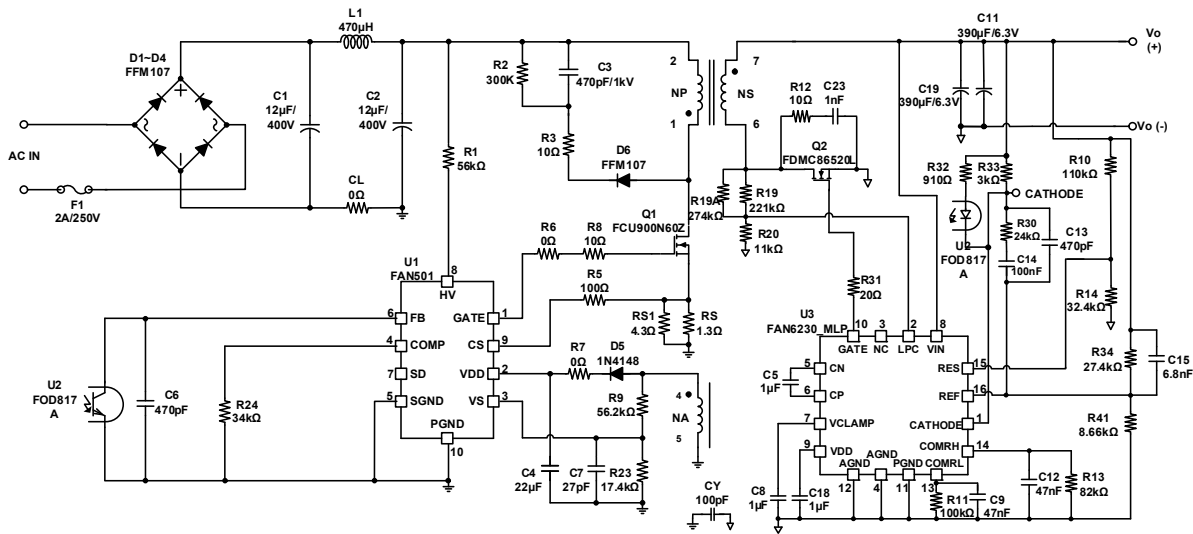 L1
470μH
D1~D4
FFM107
C1
12μF/
400V
C2
12μF/
400V
AC IN
F1
2A/250V
CL
0Ω
R1
56kΩ
R2
300K
C3
470pF/1kV
R3
10Ω
D6
FFM107
2
NP
1
7
NS
6
R12
10Ω
C23
1nF
Q2
FDMC86520L
R19A
274kΩ
R19
221kΩ
R20
11kΩ
C11
390μF/6.3V
C19
390μF/6.3V
Vo
(+)
Vo (-)
R32
910Ω
R33
3kΩ
R10
110kΩ
CATHODE
U2
FOD817
A
R30
24kΩ
C14
100nF
C13
470pF
R14
32.4kΩ
R34
27.4kΩ
C15
6.8nF
R41
8.66kΩ
Q1
FCU900N60Z
R6
0Ω
R8
10Ω
R5
100Ω
RS1
4.3Ω
RS
1.3Ω
U1
FAN501
8
HV
6
FB
4
COMP
7
SD
5
SGND
PGND
10
GATE
1
CS
9
VDD
2
VS
3
U2
FOD817
A
C6
470pF
R24
34kΩ
R7
0Ω
D5
1N4148
R9
56.2kΩ
C4
22μF
C7
27pF
R23
17.4kΩ
4
NA
5
CY
100pF
R31
20Ω
U3
FAN6230_MLP
10
3
2
8
GATE
NC
LPC
VIN
5
CN
C5
1μF
6
CP
7
VCLAMP
9
VDD
AGND
12
AGND
4
PGND
11
COMRL
13
15
RES
16
REF
1
CATHODE
14
COMRH
C8
1μF
C18
1μF
R11
100kΩ
C9
47nF
C12
47nF
R13
82kΩ